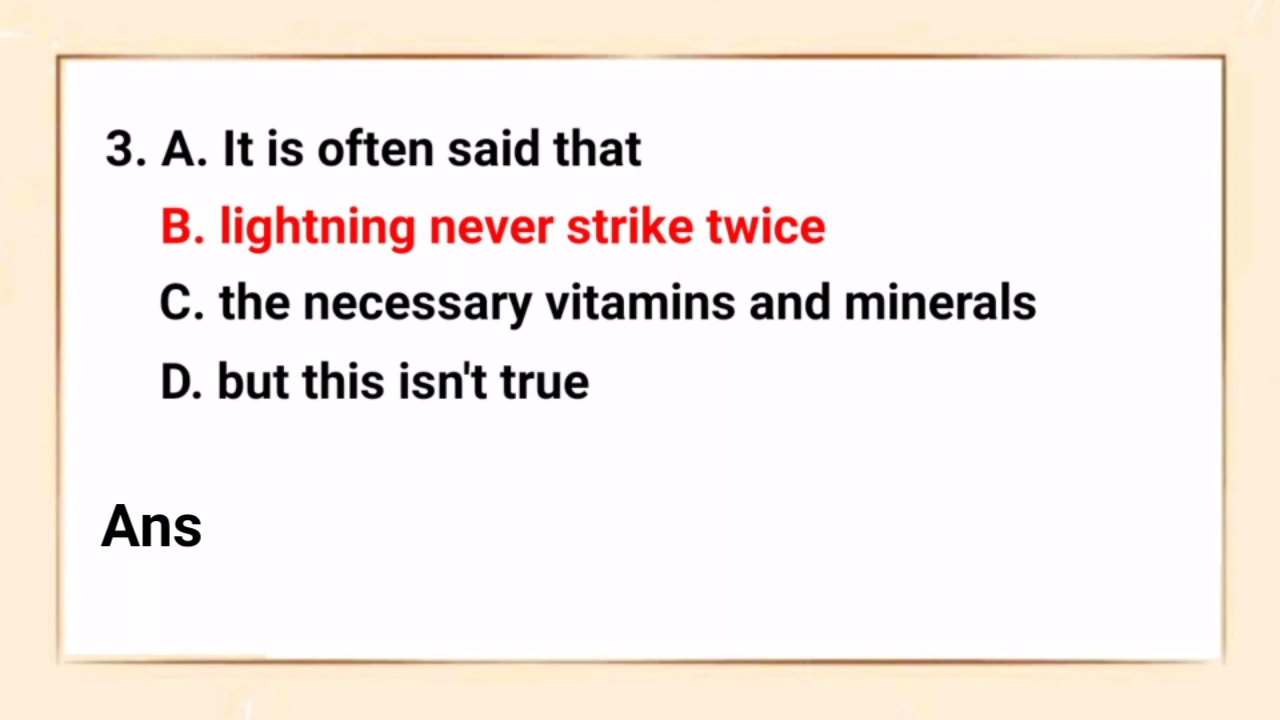 3. A. It is often said that
B. lightning never strike twice
C. the necessary vitamins and minerals
D. but this isn't true
Ans